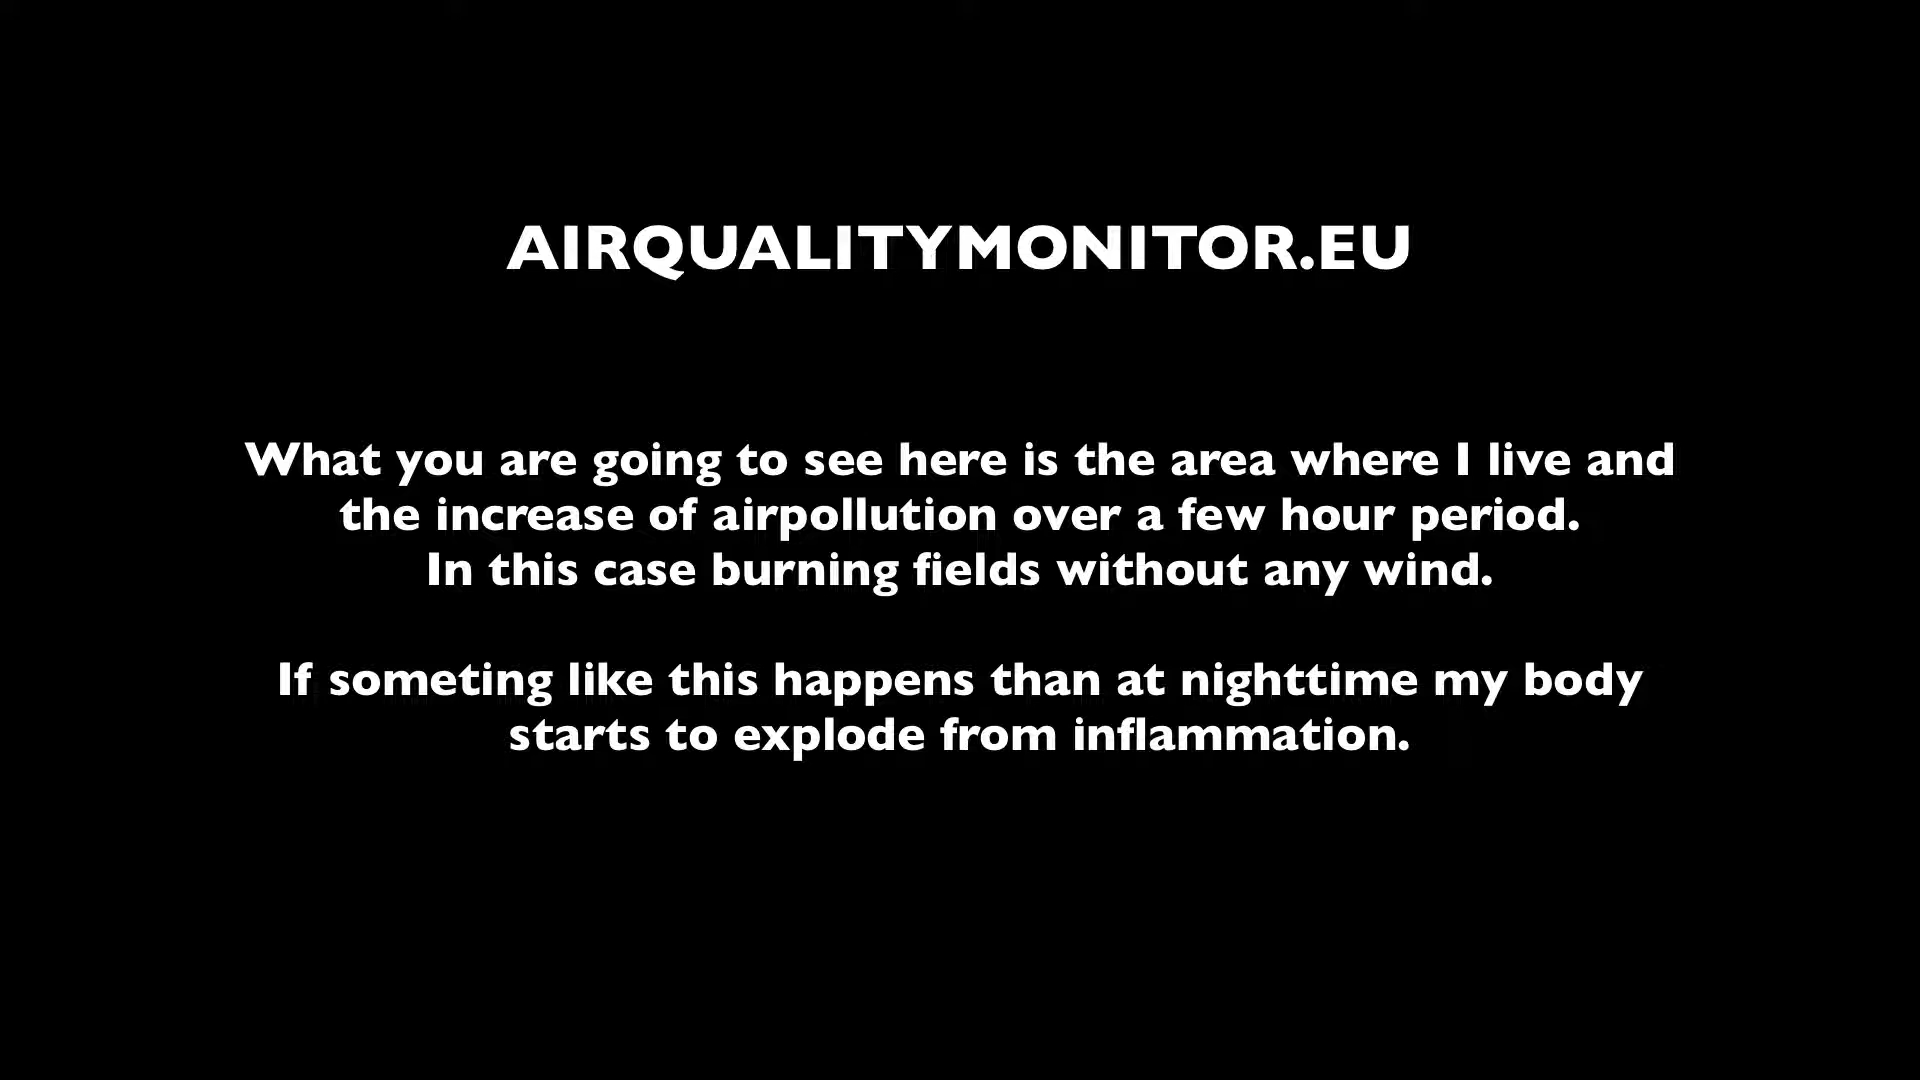 AIRQUALITYMONITOR.EU
What you are going to see here is the area where I live and
the increase of airpollution over a few hour period.
In this case burning fields without any wind.
If someting like this happens than at nighttime my body
starts to explode from inflammation.